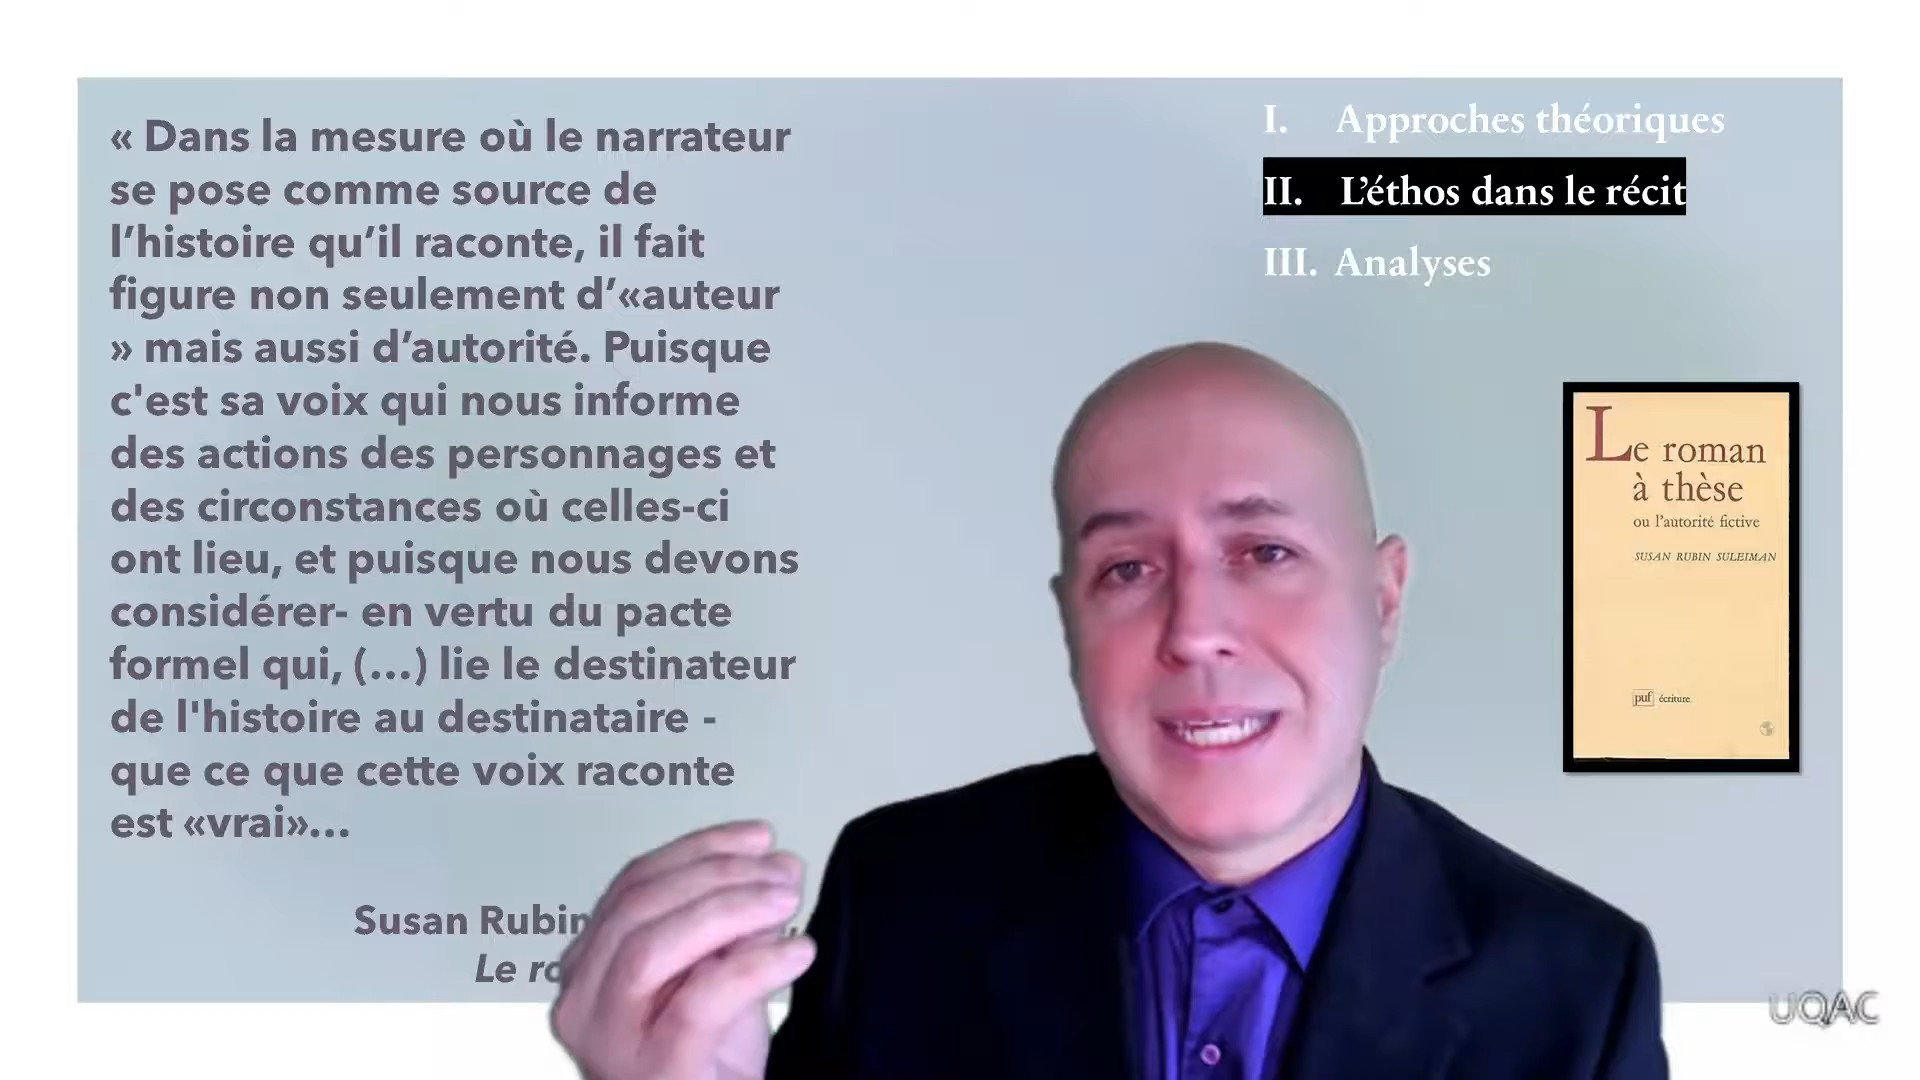 « Dans la mesure où le narrateur
se pose comme source de
l’histoire qu’il raconte, il fait
figure non seulement d’«auteur
» mais aussi d’autorité. Puisque
c'est sa voix qui nous informe
des actions des personnages et
des circonstances où celles-ci
ont lieu, et puisque nous devons
considérer- en vertu du pacte
formel qui, (…) lie le destinateur
de l'histoire au destinataire -
que ce que cette voix raconte
est «vrai»…
Susan Rubin
Le
I. Approches théoriques
II. L’éthos dans le récit
III. Analyses
Le roman
à thèse
ou l’autorité fictive
SUSAN RUBIN SULEIMAN
puf écriture
UQAC